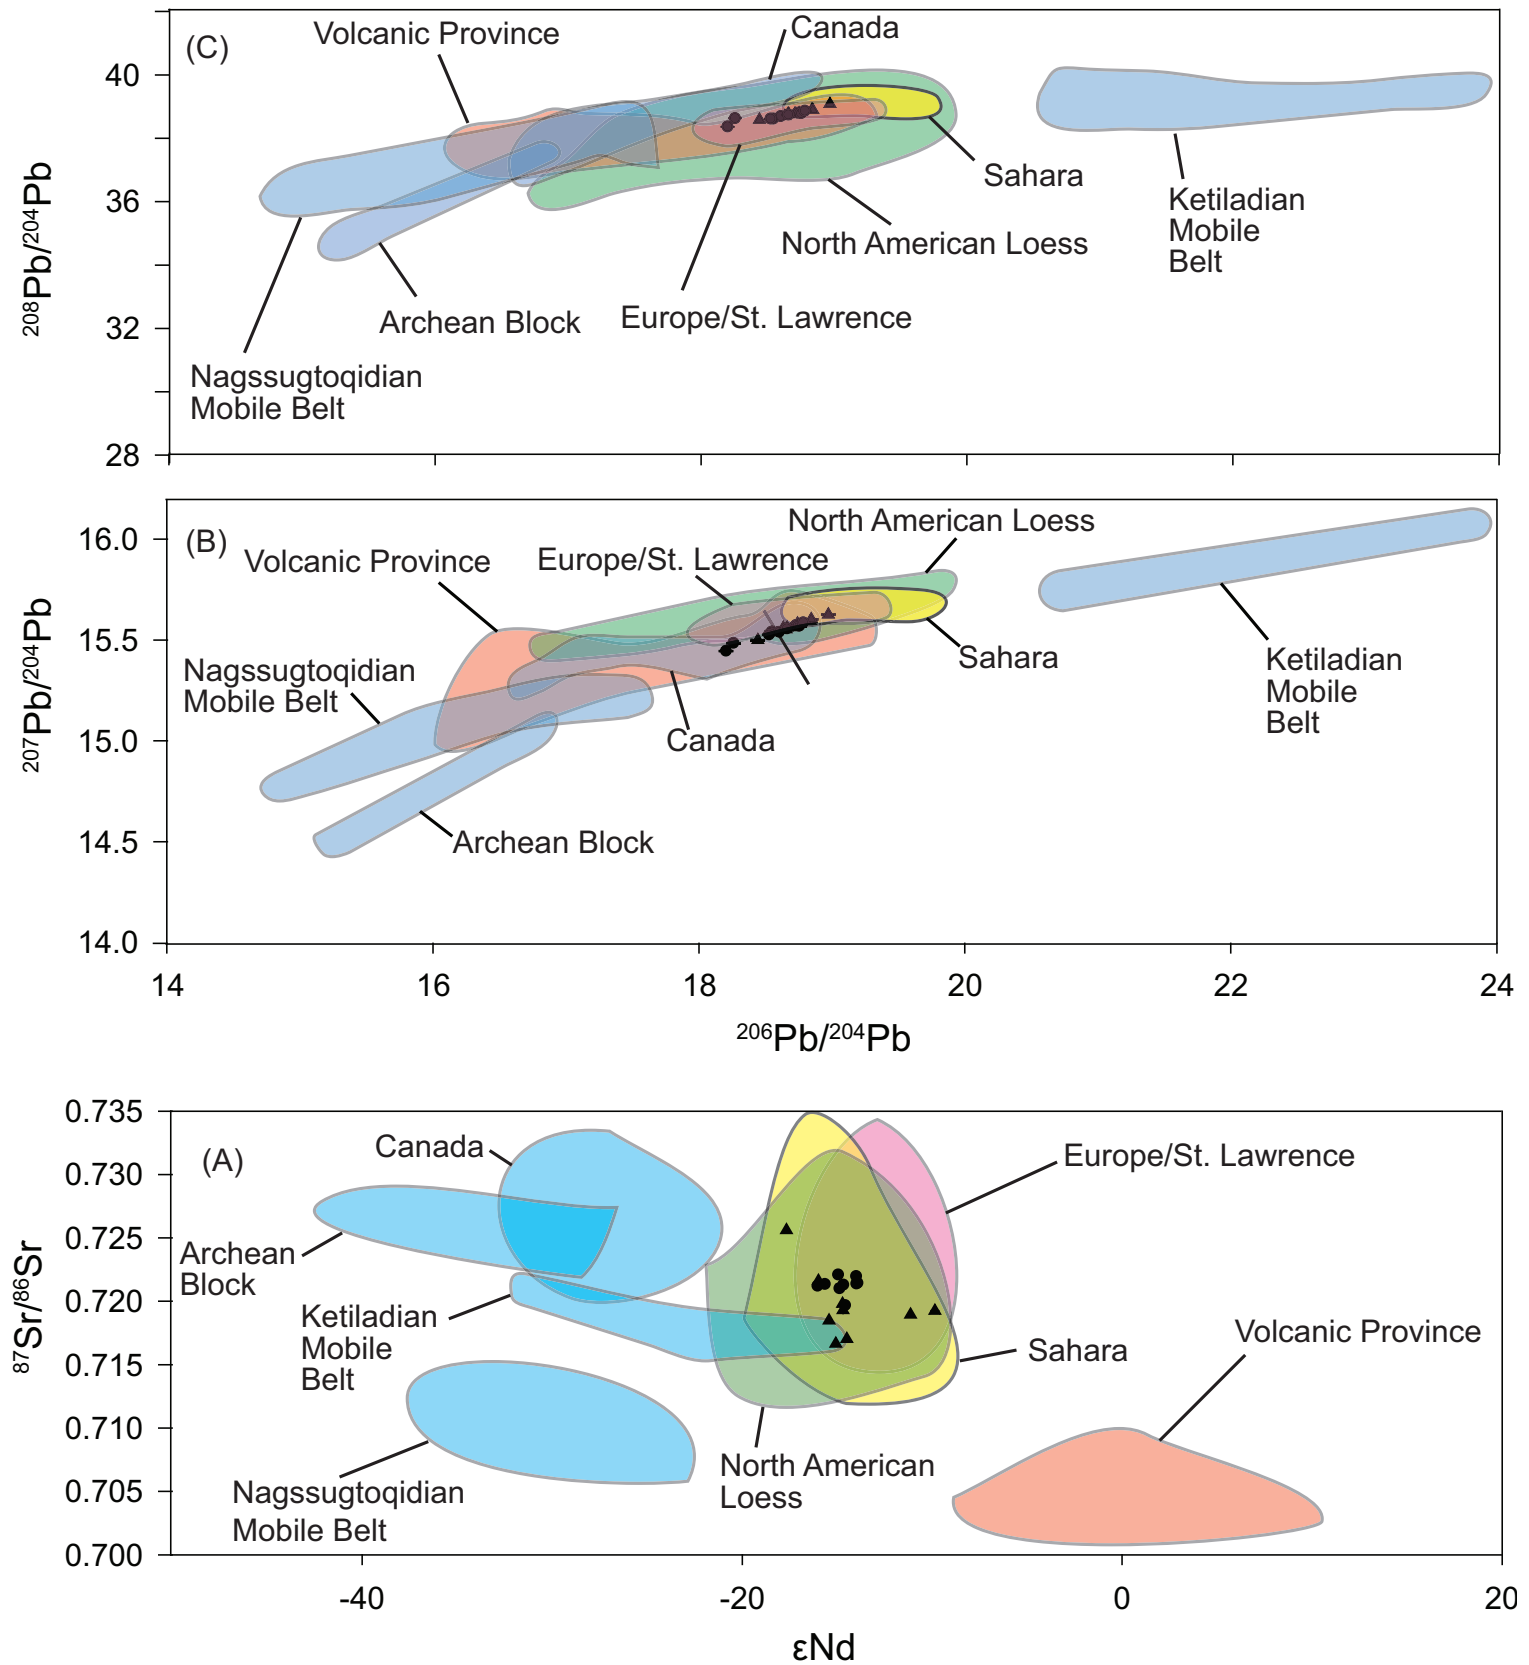 (C)
Volcanic Province
Canada
Sahara
North American Loess
Ketiladian
Mobile
Belt
Europe/St. Lawrence
Archean Block
Nagssugtoqidian
Mobile Belt
40
36
32
28
208Pb/204Pb
(B)
North American Loess
Europe/St. Lawrence
Volcanic Province
Nagssugtoqidian
Mobile Belt
Sahara
Ketiladian
Mobile
Belt
Canada
Archean Block
16.0
15.5
15.0
14.5
14.0
207Pb/204Pb
14 16 18 20 22 24
206Pb/204Pb
(A)
Canada
Europe/St. Lawrence
Archean
Block
Ketiladian
Mobile
Belt
Sahara
Volcanic Province
North American
Loess
Nagssugtoqidian
Mobile Belt
0.735
0.730
0.725
0.720
0.715
0.710
0.705
0.700
87Sr/86Sr
-40 -20 0 20
εNd